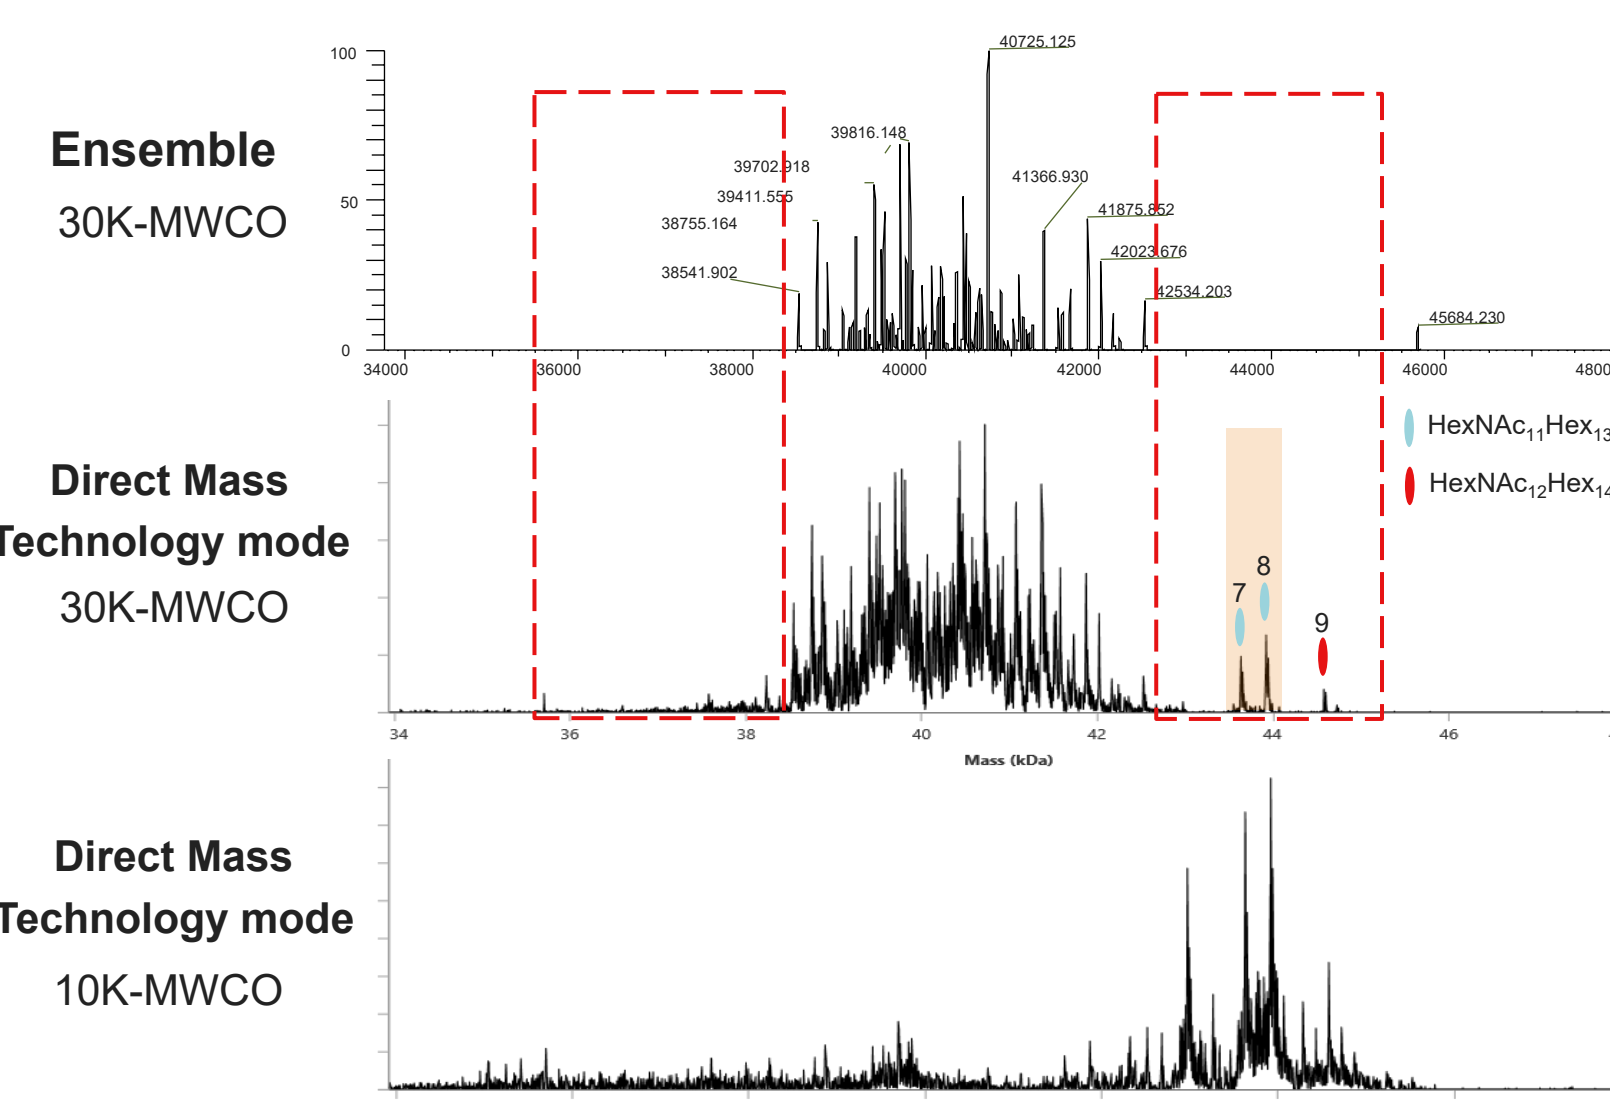 Ensemble
30K-MWCO
100
50
0
40725.125
39816.148
39702.918
39411.555
38755.164
38541.902
41366.930
41875.852
42023.676
42534.203
45684.230
34000 36000 38000 40000 42000 44000 46000 4800
Direct Mass
Technology mode
30K-MWCO
HexNAc11Hex13
HexNAc12Hex14
7
8
9
34 36 38 40 42 44 46
Mass (kDa)
Direct Mass
Technology mode
10K-MWCO